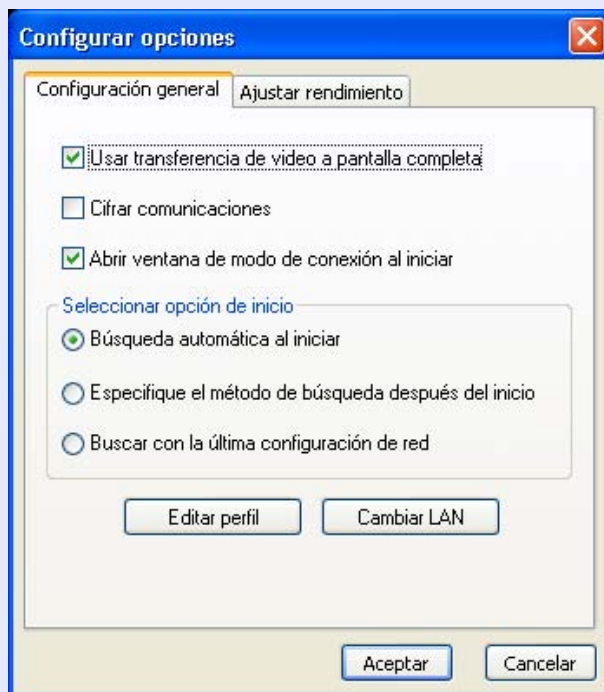 Configurar opciones
Configuración general
Ajustar rendimiento
Usar transferencia de video a pantalla completa
Cifrar comunicaciones
Abrir ventana de modo de conexión al iniciar
Seleccionar opción de inicio
Búsqueda automática al iniciar
Especifique el método de búsqueda después del inicio
Buscar con la última configuración de red
Editar perfil
Cambiar LAN
Aceptar
Cancelar